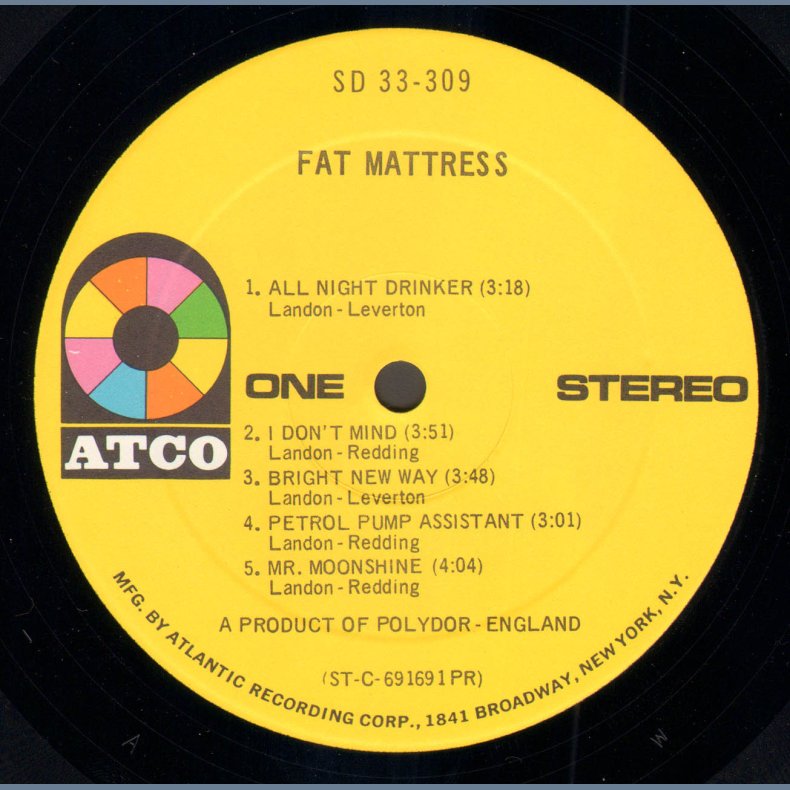 SD 33-309
FAT MATTRESS
1. ALL NIGHT DRINKER (3:18)
Landon - Leverton
ONE
STEREO
2. I DON'T MIND (3:51)
Landon - Redding
ATCO
3. BRIGHT NEW WAY (3:48)
Landon - Leverton
4. PETROL PUMP ASSISTANT (3:01)
Landon - Redding
5. MR. MOONSHINE (4:04)
Landon - Redding
A PRODUCT OF POLYDOR - ENGLAND
(ST-C-691691 PR)
MFG. BY ATLANTIC RECORDING CORP., 1841 BROADWAY, NEW YORK, N.Y.
A
W